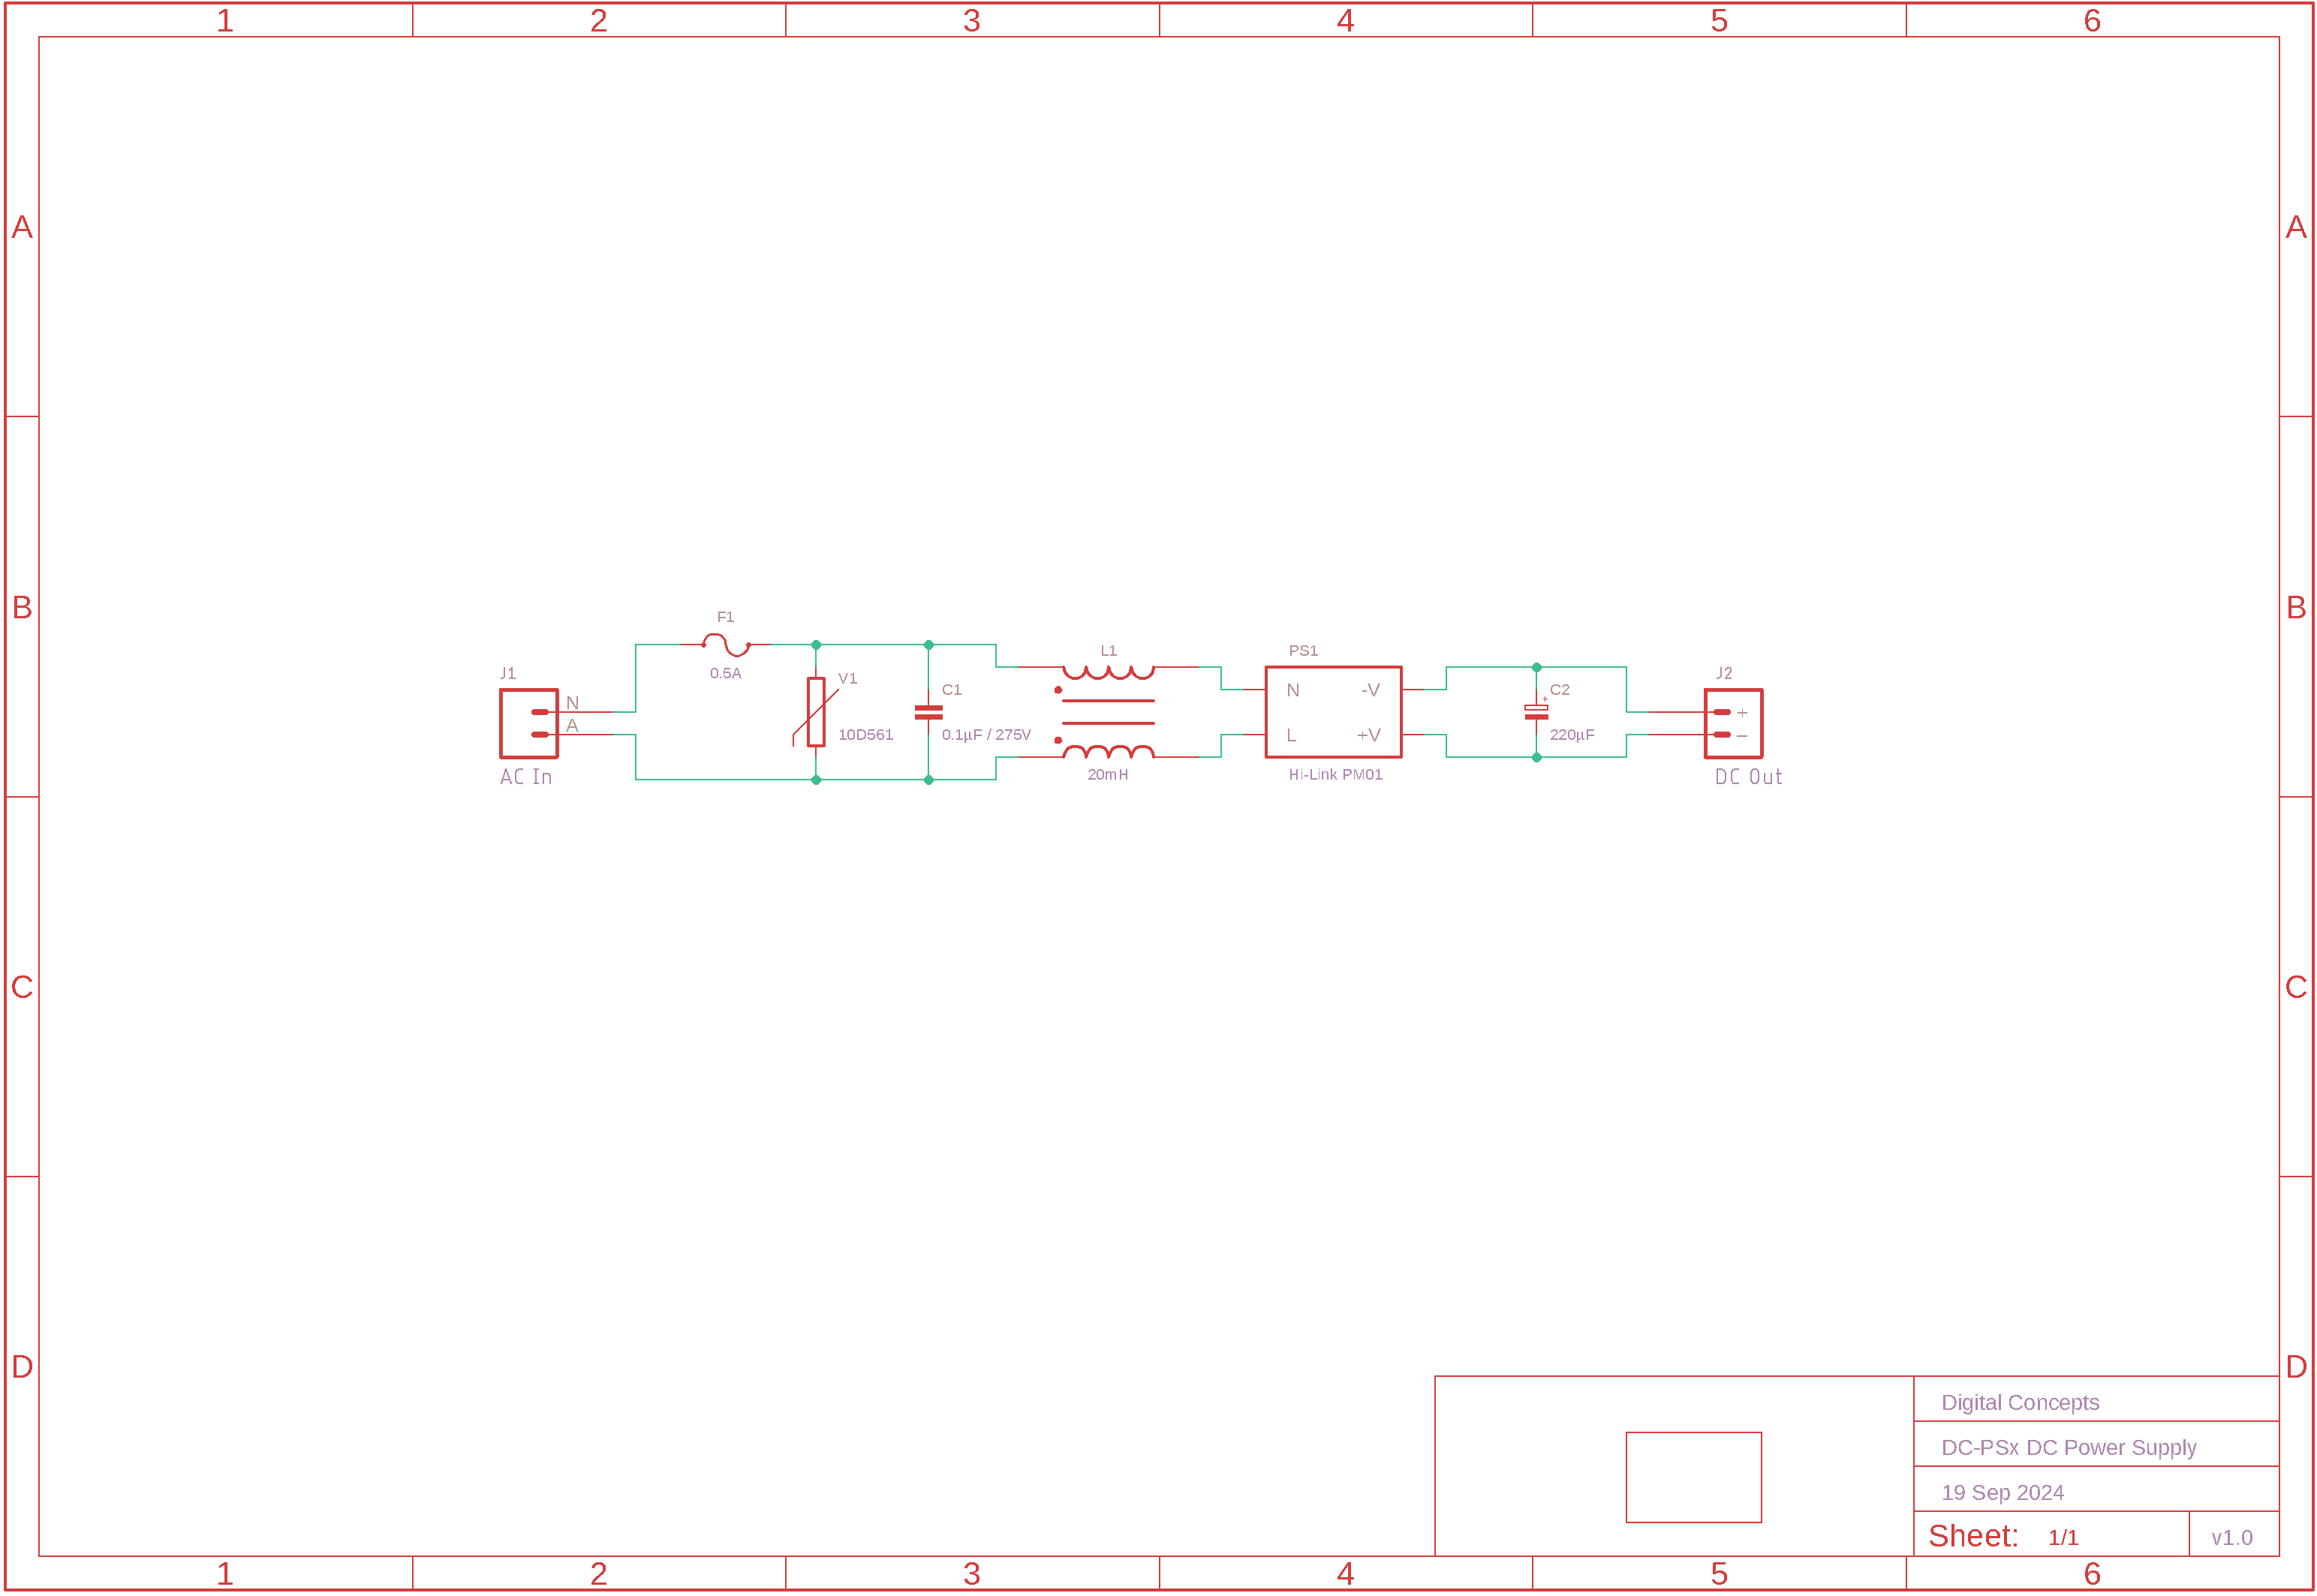 1 2 3 4 5 6
A A
B B
F1
0.5A
J1
N
A
AC In
V1
10D561
C1
0.1µF / 275V
L1
20mH
PS1
N -V
L +V
Hi-Link PM01
C2
+
220µF
J2
+
−
DC Out
C C
D D
Digital Concepts
DC-PSx DC Power Supply
19 Sep 2024
Sheet: 1/1 v1.0
1 2 3 4 5 6